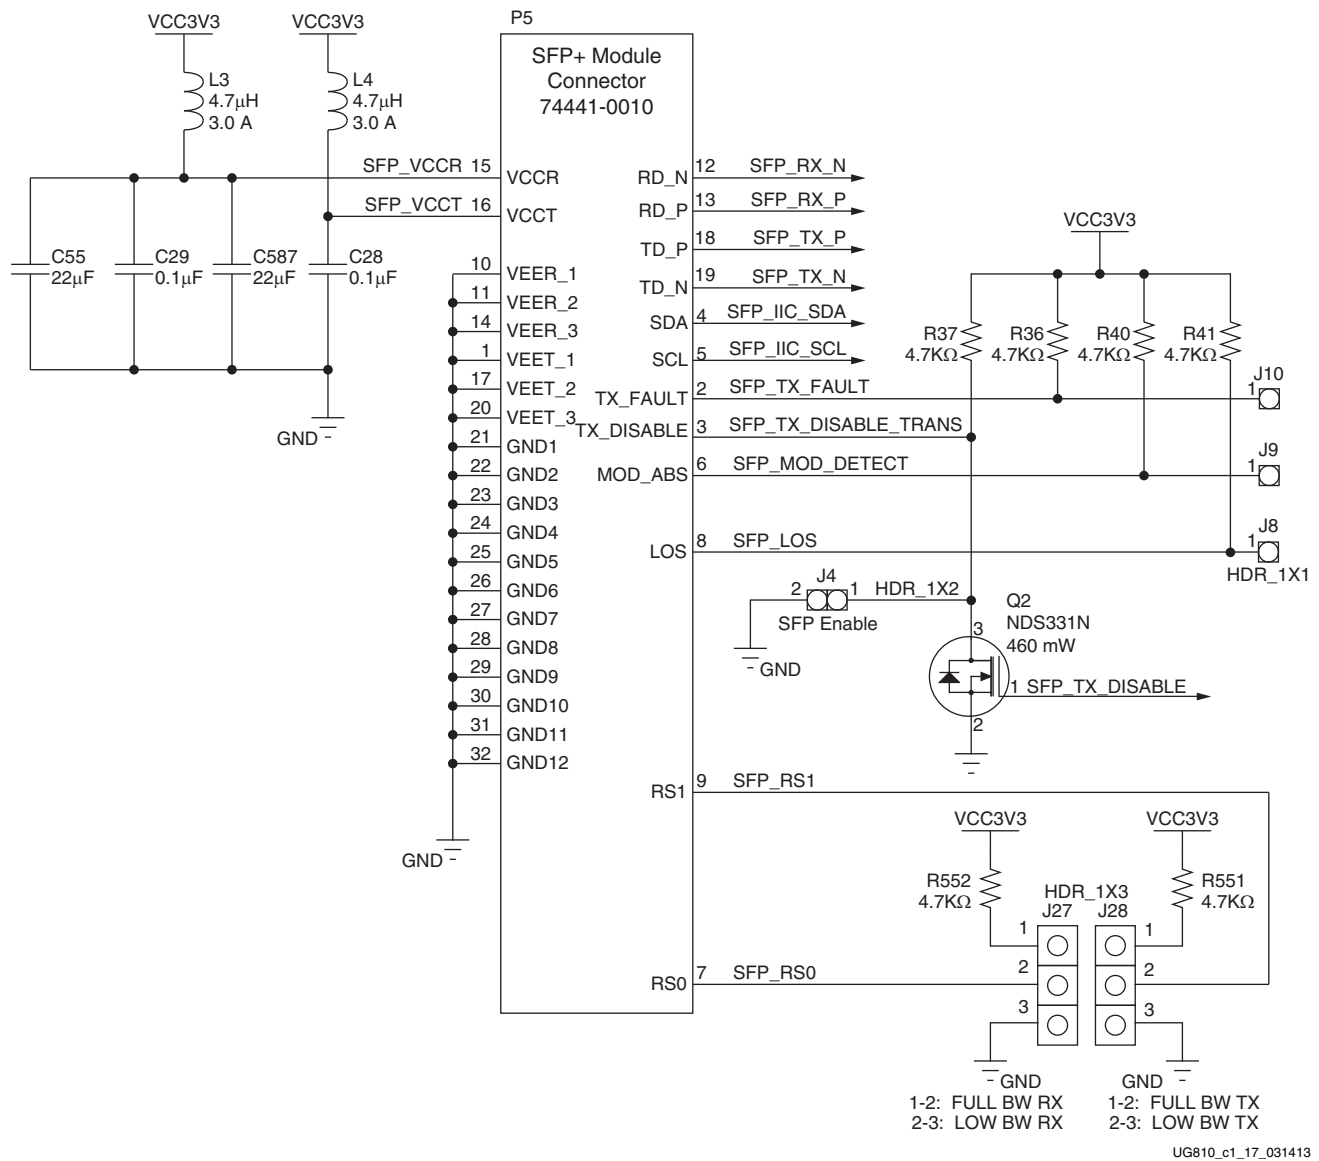 P5
VCC3V3
VCC3V3
SFP+ Module
Connector
74441-0010
L3
4.7µH
3.0 A
L4
4.7µH
3.0 A
SFP_VCCR 15 VCCR
SFP_VCCT 16 VCCT
C55
22µF
C29
0.1µF
C587
22µF
C28
0.1µF
GND
10 VEER_1
11 VEER_2
14 VEER_3
1 VEET_1
17 VEET_2
20 VEET_3
21 GND1
22 GND2
23 GND3
24 GND4
25 GND5
26 GND6
27 GND7
28 GND8
29 GND9
30 GND10
31 GND11
32 GND12
GND
RD_N 12 SFP_RX_N
RD_P 13 SFP_RX_P
TD_P 18 SFP_TX_P
TD_N 19 SFP_TX_N
SDA 4 SFP_IIC_SDA
SCL 5 SFP_IIC_SCL
TX_FAULT 2 SFP_TX_FAULT
TX_DISABLE 3 SFP_TX_DISABLE_TRANS
MOD_ABS 6 SFP_MOD_DETECT
LOS 8 SFP_LOS
VCC3V3
R37
4.7KΩ
R36
4.7KΩ
R40
4.7KΩ
R41
4.7KΩ
J10
1
J9
1
J8
1
HDR_1X1
J4
2 1 HDR_1X2
SFP Enable
GND
Q2
NDS331N
460 mW
3
1 SFP_TX_DISABLE
2
RS1 9 SFP_RS1
VCC3V3
VCC3V3
R552
4.7KΩ
R551
4.7KΩ
HDR_1X3
J27 J28
1 1
2 2
3 3
RS0 7 SFP_RS0
GND
GND
1-2: FULL BW RX
2-3: LOW BW RX
1-2: FULL BW TX
2-3: LOW BW TX
UG810_c1_17_031413